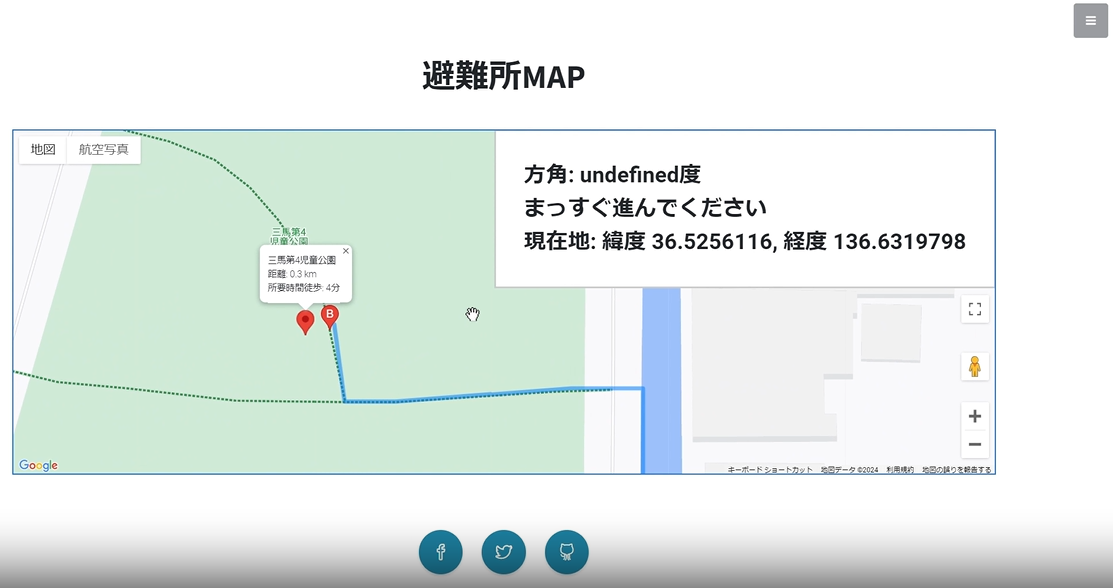 避難所MAP
地図 航空写真
方角: undefined度
まっすぐ進んでください
現在地: 緯度 36.5256116, 経度 136.6319798
三馬第4
児童公園
三馬第4児童公園
距離: 0.3 km
所要時間徒歩: 4分
B
Google
キーボード ショートカット 地図データ ©2024 利用規約 地図の誤りを報告する